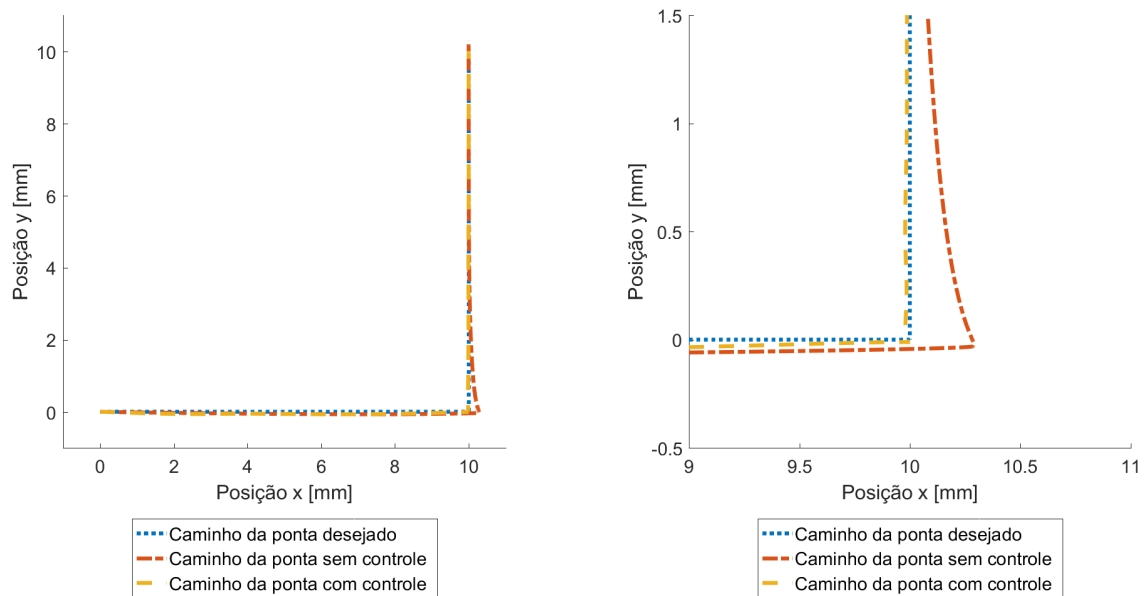 10
8
6
4
2
0
Posição y [mm]
0 2 4 6 8 10
Posição x [mm]
Caminho da ponta desejado
Caminho da ponta sem controle
Caminho da ponta com controle
1.5
1
0.5
0
-0.5
Posição y [mm]
9 9.5 10 10.5 11
Posição x [mm]
Caminho da ponta desejado
Caminho da ponta sem controle
Caminho da ponta com controle